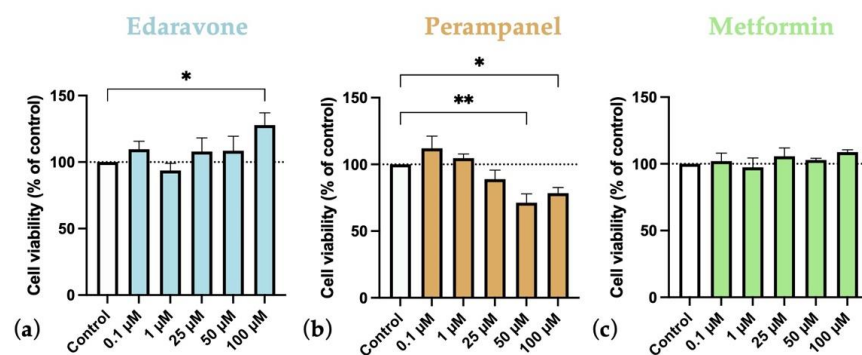 Edaravone
Perampanel
Metformin
Cell viability (% of control)
150
100
50
0
*
Control
0.1 µM
1 µM
25 µM
50 µM
100 µM
(a)
Cell viability (% of control)
150
100
50
0
*
**
Control
0.1 µM
1 µM
25 µM
50 µM
100 µM
(b)
Cell viability (% of control)
150
100
50
0
Control
0.1 µM
1 µM
25 µM
50 µM
100 µM
(c)